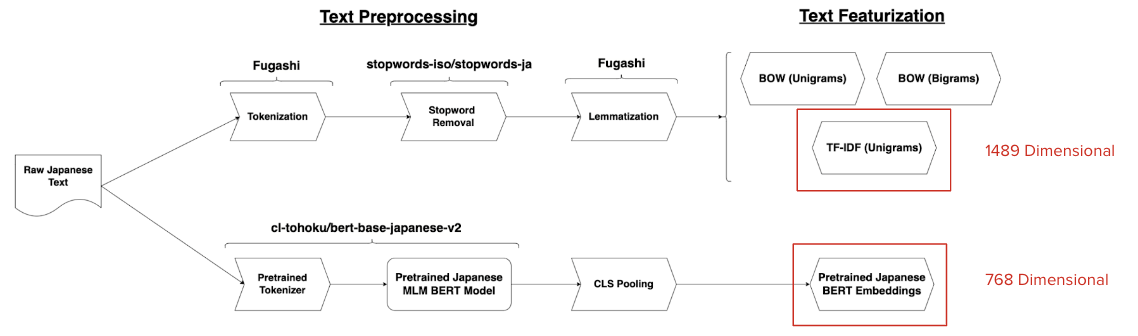 Text Preprocessing
Text Featurization
Fugashi
stopwords-iso/stopwords-ja
Fugashi
Tokenization
Stopword
Removal
Lemmatization
BOW (Unigrams)
BOW (Bigrams)
TF-IDF (Unigrams)
1489 Dimensional
Raw Japanese
Text
cl-tohoku/bert-base-japanese-v2
Pretrained
Tokenizer
Pretrained Japanese
MLM BERT Model
CLS Pooling
Pretrained Japanese
BERT Embeddings
768 Dimensional